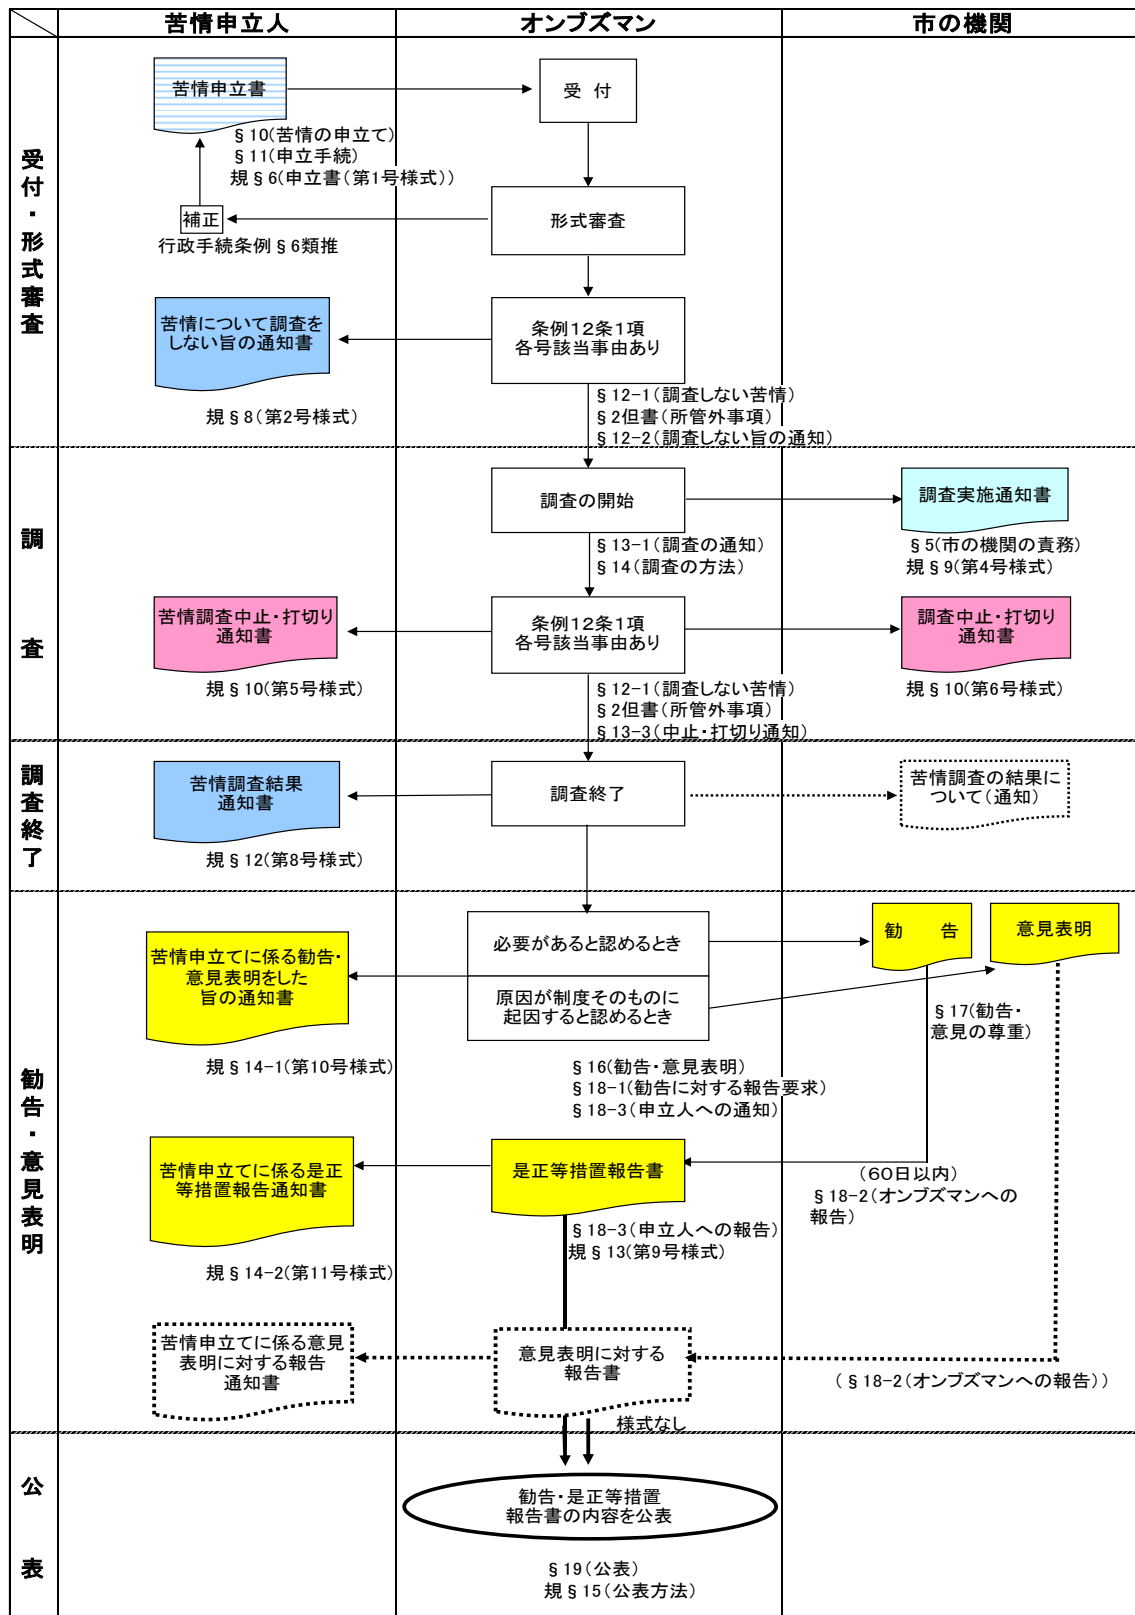 苦情申立人
オンブズマン
市の機関
受付・形式審査
苦情申立書
受 付
§10(苦情の申立て)
§11(申立手続)
規§6(申立書(第1号様式))
補正
行政手続条例§6類推
形式審査
苦情について調査を
しない旨の通知書
規§8(第2号様式)
条例12条1項
各号該当事由あり
§12-1(調査しない苦情)
§2但書(所管外事項)
§12-2(調査しない旨の通知)
調 査
調査の開始
調査実施通知書
§13-1(調査の通知)
§14(調査の方法)
§5(市の機関の責務)
規§9(第4号様式)
苦情調査中止・打切り
通知書
規§10(第5号様式)
条例12条1項
各号該当事由あり
調査中止・打切り
通知書
規§10(第6号様式)
§12-1(調査しない苦情)
§2但書(所管外事項)
§13-3(中止・打切り通知)
調査終了
苦情調査結果
通知書
規§12(第8号様式)
調査終了
苦情調査の結果に
ついて(通知)
勧告・意見表明
苦情申立てに係る勧告・
意見表明をした
旨の通知書
規§14-1(第10号様式)
必要があると認めるとき
原因が制度そのものに
起因すると認めるとき
勧 告
意見表明
§17(勧告・
意見の尊重)
§16(勧告・意見表明)
§18-1(勧告に対する報告要求)
§18-3(申立人への通知)
苦情申立てに係る是正
等措置報告通知書
規§14-2(第11号様式)
是正等措置報告書
(60日以内)
§18-2(オンブズマンへの
報告)
§18-3(申立人への報告)
規§13(第9号様式)
苦情申立てに係る意見
表明に対する報告
通知書
意見表明に対する
報告書
(§18-2(オンブズマンへの報告))
様式なし
公 表
勧告・是正等措置
報告書の内容を公表
§19(公表)
規§15(公表方法)